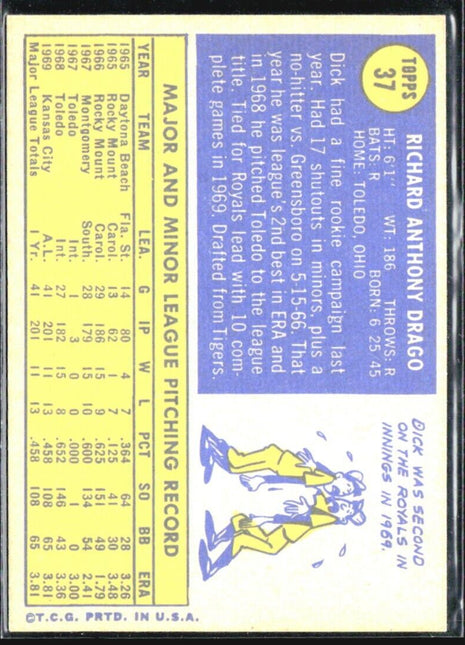 TOPPS
37
RICHARD ANTHONY DRAGO
HT: 6'1" WT: 186 THROWS: R
BATS: R BORN: 6 25 45
HOME: TOLEDO, OHIO
Dick had a fine rookie campaign last
year. Had 17 shutouts in minors, plus a
no-hitter vs. Greensboro on 5-15-66. That
year he was league's 2nd best in ERA and
in 1968 he pitched Toledo to the league
title. Tied for Royals lead with 10 com-
plete games in 1969. Drafted from Tigers.
DICK WAS SECOND
ON THE ROYALS IN
INNINGS IN 1969.
MAJOR AND MINOR LEAGUE PITCHING RECORD
YEAR TEAM LEA. G IP W L PCT SO BB ERA
1965 Daytona Beach Fla. St. 14 80 4 7 .364 64 28 3.26
1965 Rocky Mount Carol. 13 62 1 7 .125 41 39 3.48
1966 Rocky Mount Carol. 29 186 15 9 .625 151 49 1.79
1967 Montgomery South. 28 179 15 10 .600 134 54 2.41
1967 Toledo Int. 1 3 0 0 .000 1 0 3.00
1968 Toledo Int. 27 182 15 8 .652 146 43 3.36
1969 Kansas City A.L. 41 201 11 13 .458 108 65 3.81
Major League Totals 1 Yr. 41 201 11 13 .458 108 65 3.81
©T.C.G. PRTD. IN U.S.A.